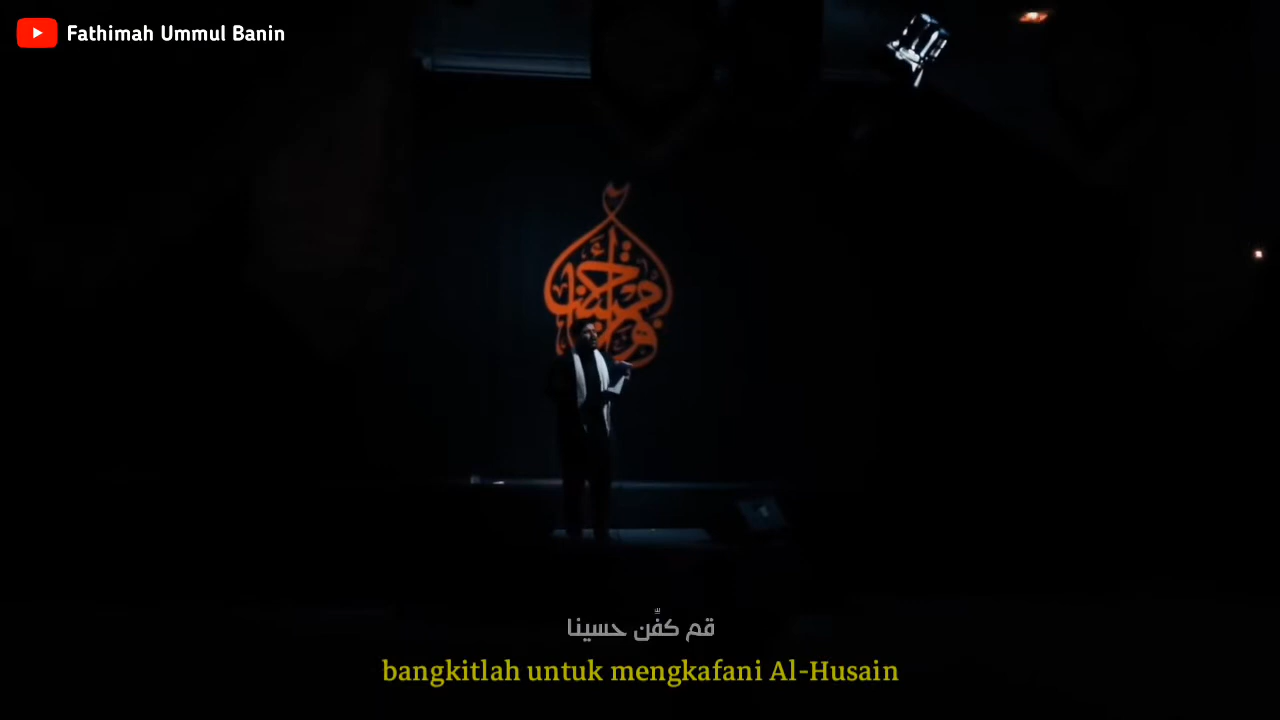 Fathimah Ummul Banin
قم كفّن حسينا
bangkitlah untuk mengkafani Al-Husain